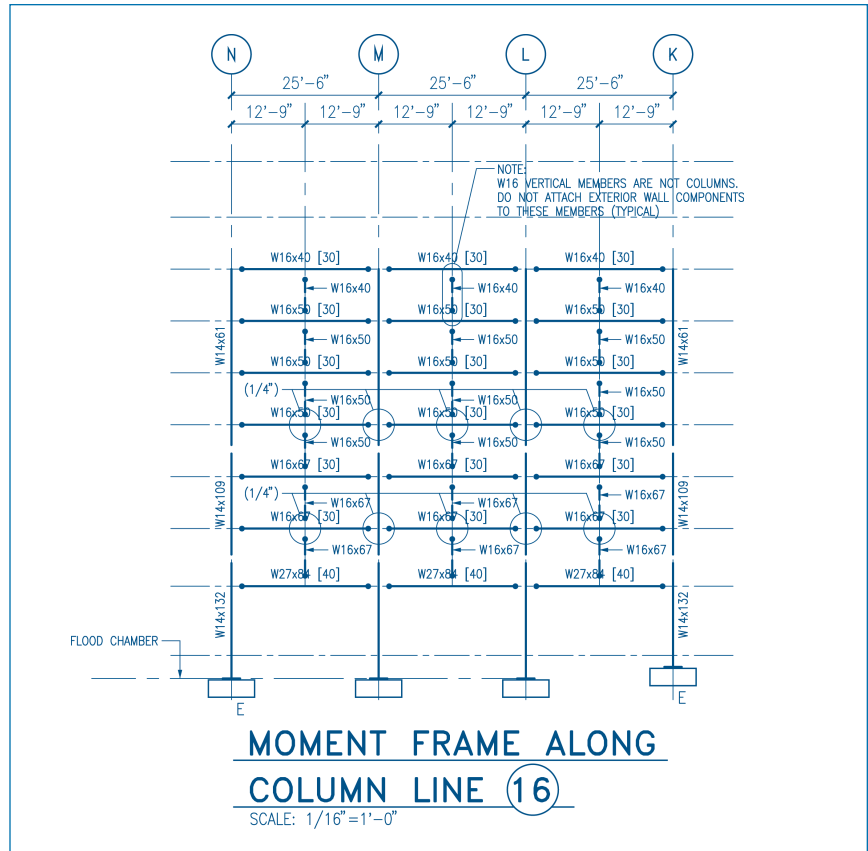 N M L K
25'-6" 25'-6" 25'-6"
12'-9" 12'-9" 12'-9" 12'-9" 12'-9" 12'-9"
NOTE:
W16 VERTICAL MEMBERS ARE NOT COLUMNS.
DO NOT ATTACH EXTERIOR WALL COMPONENTS
TO THESE MEMBERS (TYPICAL)
W16x40 [30] W16x40 [30] W16x40 [30]
W16x40 W16x40 W16x40
W16x50 [30] W16x50 [30] W16x50 [30]
W16x50 W16x50 W16x50
W14x61 W14x61
W16x50 [30] W16x50 [30] W16x50 [30]
(1/4")
W16x50 W16x50 W16x50
W16x50 [30] W16x50 [30] W16x50 [30]
W16x50 W16x50 W16x50
W16x67 [30] W16x67 [30] W16x67 [30]
(1/4")
W14x109 W14x109
W16x67 W16x67 W16x67
W16x67 [30] W16x67 [30] W16x67 [30]
W16x67 W16x67 W16x67
W27x84 [40] W27x84 [40] W27x84 [40]
W14x132 W14x132
FLOOD CHAMBER
E E
MOMENT FRAME ALONG
COLUMN LINE 16
SCALE: 1/16"=1'-0"